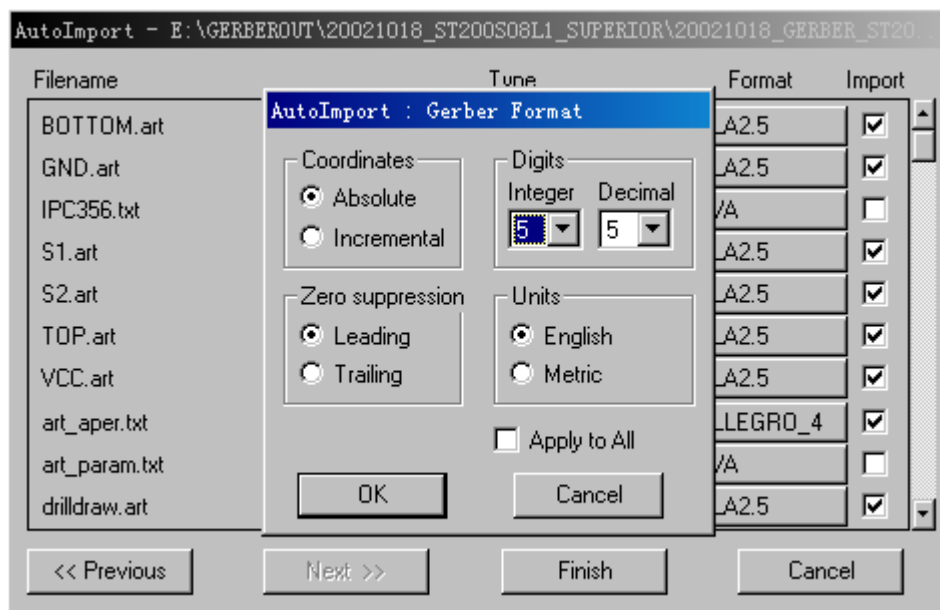 AutoImport - E:\GERBEROUT\20021018_ST200S08L1_SUPERIOR\20021018_GERBER_ST20..
Filename Type Format Import
AutoImport : Gerber Format
BOTTOM.art LA2.5
GND.art LA2.5
IPC356.txt /A
S1.art LA2.5
S2.art LA2.5
TOP.art LA2.5
VCC.art LA2.5
art_aper.txt LLEGRO_4
art_param.txt /A
drilldraw.art LA2.5
Coordinates
Absolute
Incremental
Digits
Integer Decimal
5 5
Zero suppression
Leading
Trailing
Units
English
Metric
Apply to All
OK Cancel
<< Previous Next >> Finish Cancel